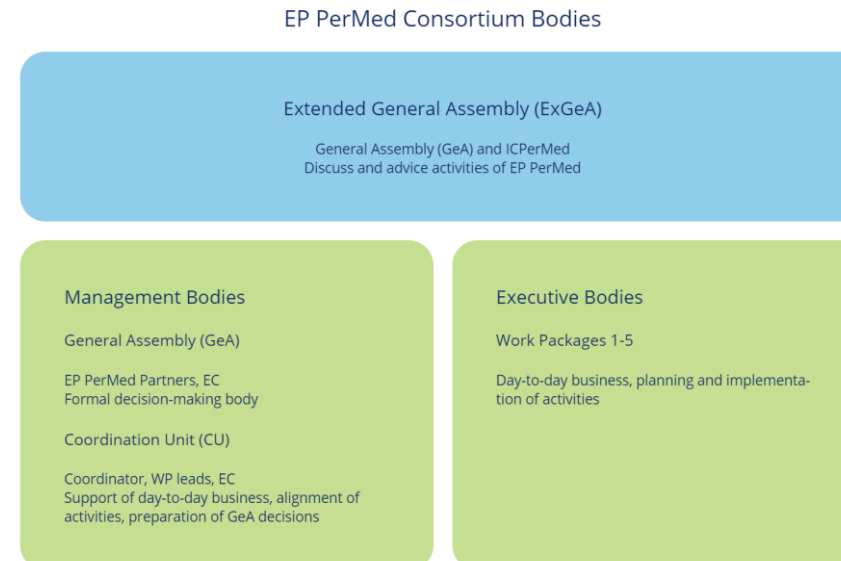 EP PerMed Consortium Bodies
Extended General Assembly (ExGeA)
General Assembly (GeA) and ICPerMed
Discuss and advice activities of EP PerMed
Management Bodies
General Assembly (GeA)
EP PerMed Partners, EC
Formal decision-making body
Coordination Unit (CU)
Coordinator, WP leads, EC
Support of day-to-day business, alignment of
activities, preparation of GeA decisions
Executive Bodies
Work Packages 1-5
Day-to-day business, planning and implementa-
tion of activities